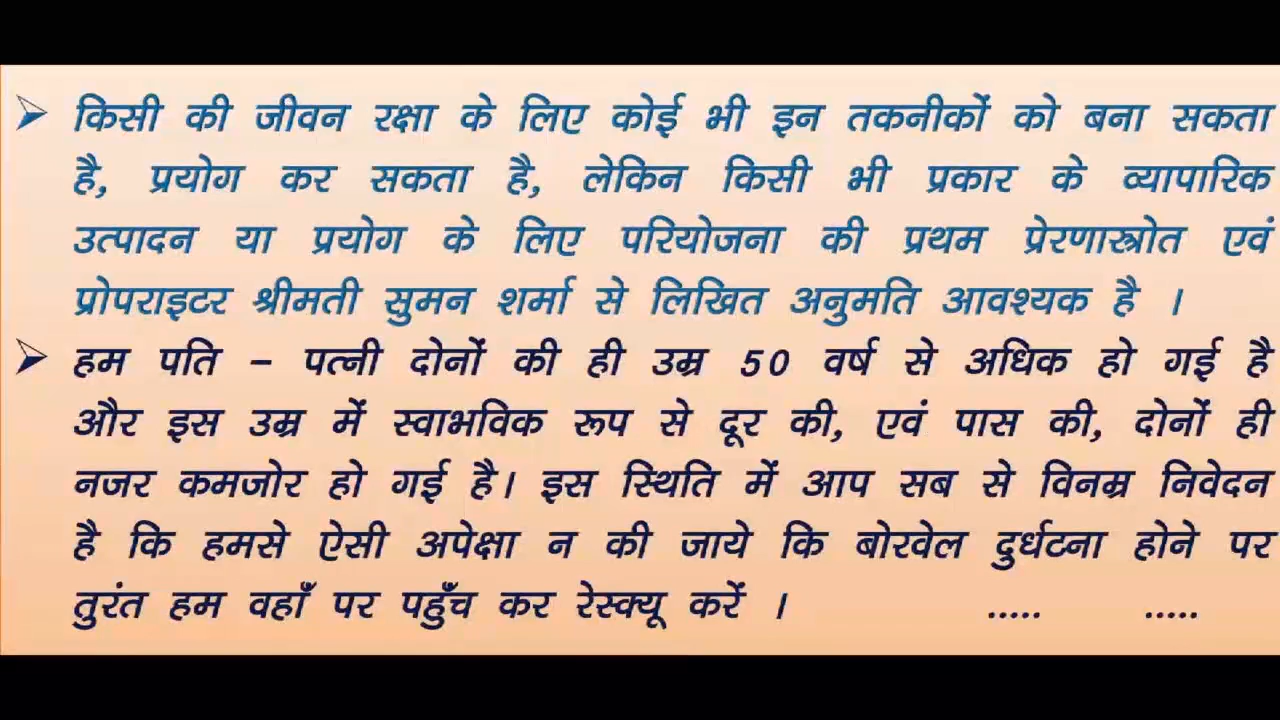 ➢ किसी की जीवन रक्षा के लिए कोई भी इन तकनीकों को बना सकता
है, प्रयोग कर सकता है, लेकिन किसी भी प्रकार के व्यापारिक
उत्पादन या प्रयोग के लिए परियोजना की प्रथम प्रेरणास्त्रोत एवं
प्रोपराइटर श्रीमती सुमन शर्मा से लिखित अनुमति आवश्यक है ।
➢ हम पति – पत्नी दोनों की ही उम्र 50 वर्ष से अधिक हो गई है
और इस उम्र में स्वाभविक रूप से दूर की, एवं पास की, दोनों ही
नजर कमजोर हो गई है। इस स्थिति में आप सब से विनम्र निवेदन
है कि हमसे ऐसी अपेक्षा न की जाये कि बोरवेल दुर्धटना होने पर
तुरंत हम वहाँ पर पहुँच कर रेस्क्यू करें । ..... .....